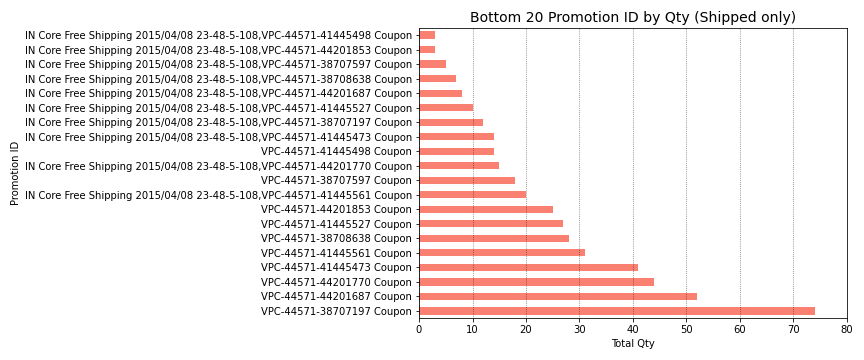 Bottom 20 Promotion ID by Qty (Shipped only)
Promotion ID
IN Core Free Shipping 2015/04/08 23-48-5-108,VPC-44571-41445498 Coupon
IN Core Free Shipping 2015/04/08 23-48-5-108,VPC-44571-44201853 Coupon
IN Core Free Shipping 2015/04/08 23-48-5-108,VPC-44571-38707597 Coupon
IN Core Free Shipping 2015/04/08 23-48-5-108,VPC-44571-38708638 Coupon
IN Core Free Shipping 2015/04/08 23-48-5-108,VPC-44571-44201687 Coupon
IN Core Free Shipping 2015/04/08 23-48-5-108,VPC-44571-41445527 Coupon
IN Core Free Shipping 2015/04/08 23-48-5-108,VPC-44571-38707197 Coupon
IN Core Free Shipping 2015/04/08 23-48-5-108,VPC-44571-41445473 Coupon
VPC-44571-41445498 Coupon
IN Core Free Shipping 2015/04/08 23-48-5-108,VPC-44571-44201770 Coupon
VPC-44571-38707597 Coupon
IN Core Free Shipping 2015/04/08 23-48-5-108,VPC-44571-41445561 Coupon
VPC-44571-44201853 Coupon
VPC-44571-41445527 Coupon
VPC-44571-38708638 Coupon
VPC-44571-41445561 Coupon
VPC-44571-41445473 Coupon
VPC-44571-44201770 Coupon
VPC-44571-44201687 Coupon
VPC-44571-38707197 Coupon
0 10 20 30 40 50 60 70 80
Total Qty